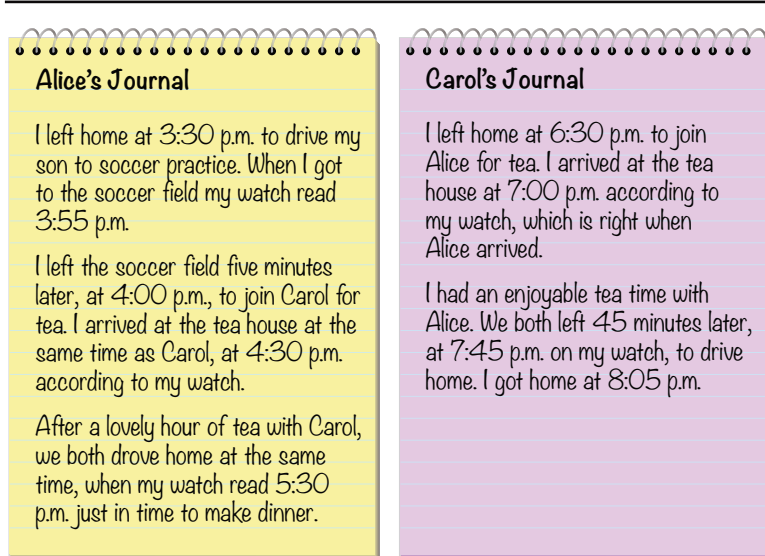 Alice's Journal
I left home at 3:30 p.m. to drive my
son to soccer practice. When I got
to the soccer field my watch read
3:55 p.m.
I left the soccer field five minutes
later, at 4:00 p.m., to join Carol for
tea. I arrived at the tea house at the
same time as Carol, at 4:30 p.m.
according to my watch.
After a lovely hour of tea with Carol,
we both drove home at the same
time, when my watch read 5:30
p.m. just in time to make dinner.
Carol's Journal
I left home at 6:30 p.m. to join
Alice for tea. I arrived at the tea
house at 7:00 p.m. according to
my watch, which is right when
Alice arrived.
I had an enjoyable tea time with
Alice. We both left 45 minutes later,
at 7:45 p.m. on my watch, to drive
home. I got home at 8:05 p.m.